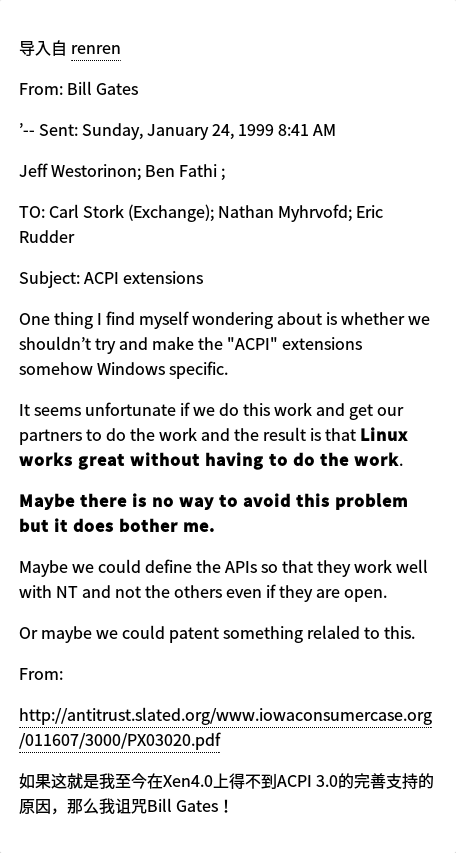 导入自 renren
From: Bill Gates
’-- Sent: Sunday, January 24, 1999 8:41 AM
Jeff Westorinon; Ben Fathi ;
TO: Carl Stork (Exchange); Nathan Myhrvofd; Eric
Rudder
Subject: ACPI extensions
One thing I find myself wondering about is whether we
shouldn’t try and make the "ACPI" extensions
somehow Windows specific.
It seems unfortunate if we do this work and get our
partners to do the work and the result is that Linux
works great without having to do the work.
Maybe there is no way to avoid this problem
but it does bother me.
Maybe we could define the APIs so that they work well
with NT and not the others even if they are open.
Or maybe we could patent something relaled to this.
From:
http://antitrust.slated.org/www.iowaconsumercase.org
/011607/3000/PX03020.pdf
如果这就是我至今在Xen4.0上得不到ACPI 3.0的完善支持的
原因，那么我诅咒Bill Gates！